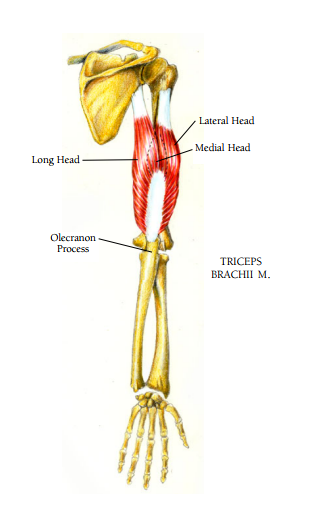 Lateral Head
Medial Head
Long Head
Olecranon
Process
TRICEPS
BRACHII M.